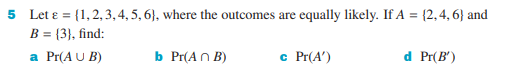 5 Let ε = {1, 2, 3, 4, 5, 6}, where the outcomes are equally likely. If A = {2, 4, 6} and
B = {3}, find:
a Pr(A ∪ B) b Pr(A ∩ B) c Pr(A′) d Pr(B′)